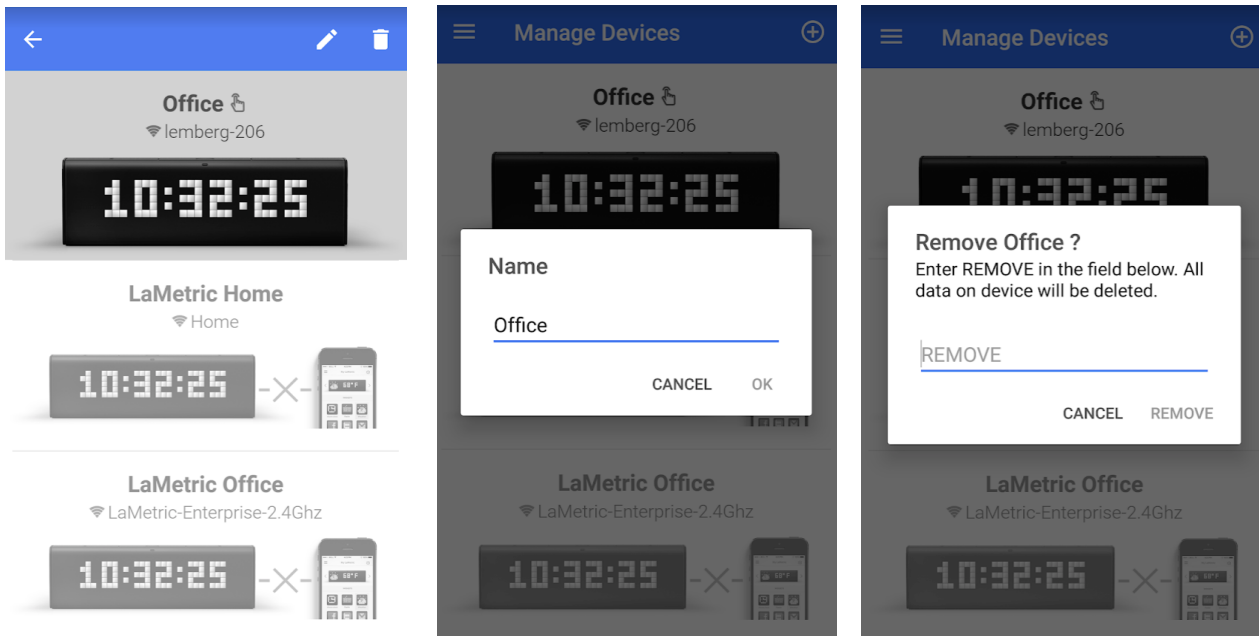 Office
lemberg-206
10:32:25
LaMetric Home
Home
10:32:25
68°F
LaMetric Office
LaMetric-Enterprise-2.4Ghz
10:32:25
68°F
Manage Devices
Office
lemberg-206
10:32:25
Name
Office
CANCEL OK
LaMetric Office
LaMetric-Enterprise-2.4Ghz
10:32:25
68°F
Manage Devices
Office
lemberg-206
10:32:25
Remove Office ?
Enter REMOVE in the field below. All
data on device will be deleted.
REMOVE
CANCEL REMOVE
LaMetric Office
LaMetric-Enterprise-2.4Ghz
10:32:25
68°F